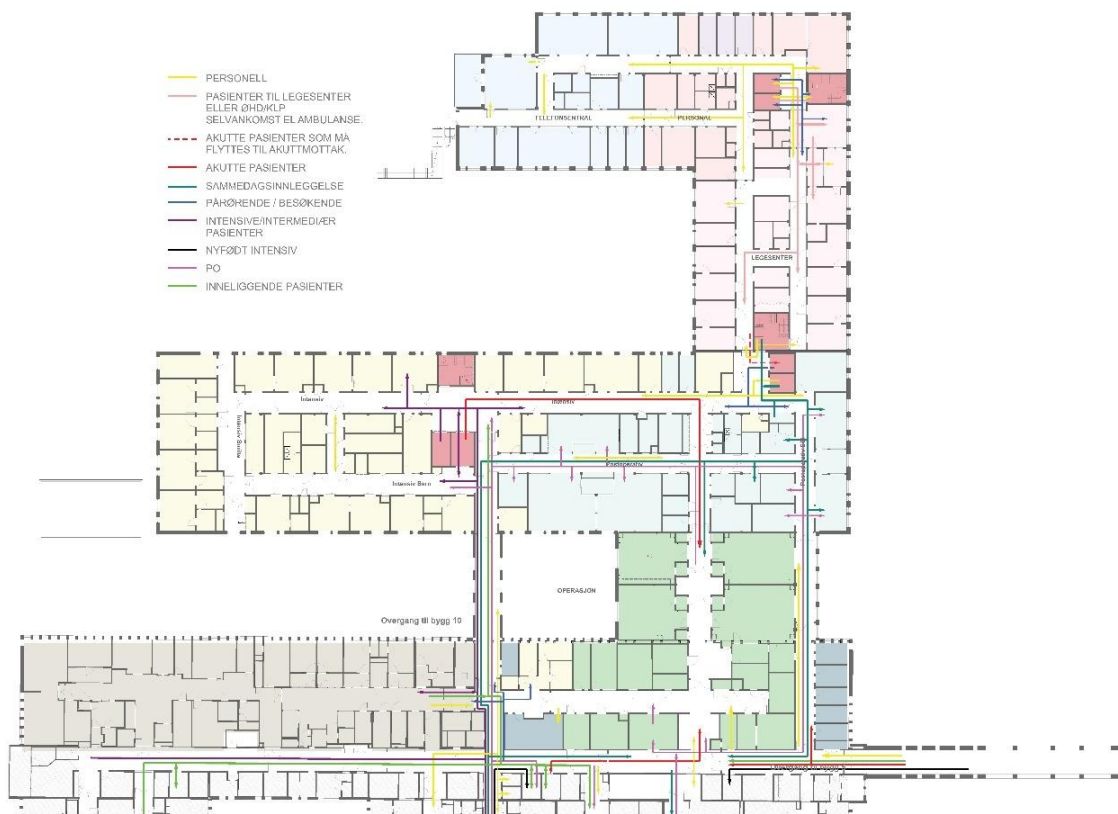 PERSONELL
PASIENTER TIL LEGESENTER
ELLER ØHD/KLP
SELVANKOMST EL AMBULANSE.
AKUTTE PASIENTER SOM MÅ
FLYTTES TIL AKUTTMOTTAK.
AKUTTE PASIENTER
SAMMEDAGSINNLEGGELSE
PÅRØRENDE / BESØKENDE
INTENSIVE/INTERMEDIÆR
PASIENTER
NYFØDT INTENSIV
PO
INNELIGGENDE PASIENTER
TELEFONSENTRAL
PERSONAL
LEGESENTER
Intensiv
Intensiv
Intensiv Barn
Postoperativ
OPERASJON
Overgang til bygg 10